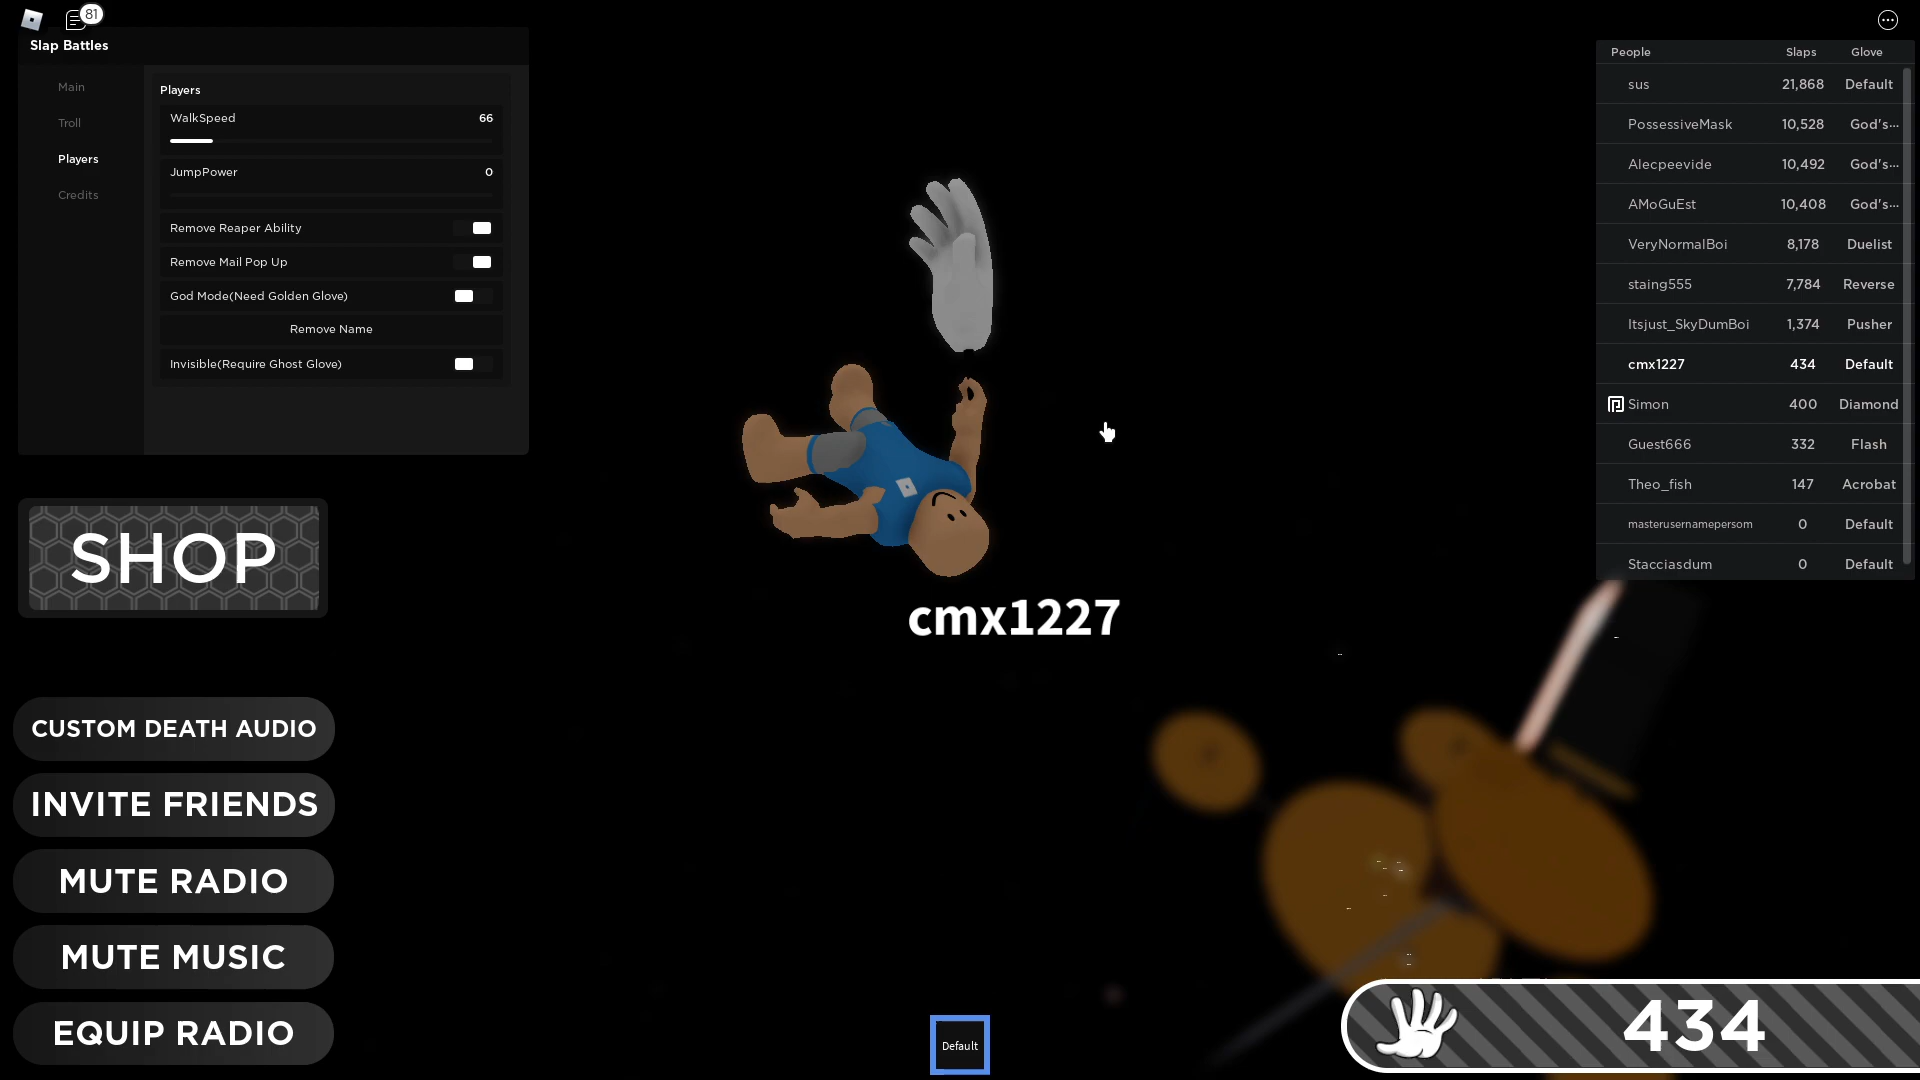 81
Slap Battles
Main
Troll
Players
Credits
Players
WalkSpeed 66
JumpPower 0
Remove Reaper Ability
Remove Mail Pop Up
God Mode(Need Golden Glove)
Remove Name
Invisible(Require Ghost Glove)
SHOP
CUSTOM DEATH AUDIO
INVITE FRIENDS
MUTE RADIO
MUTE MUSIC
EQUIP RADIO
cmx1227
Default
People Slaps Glove
sus 21,868 Default
PossessiveMask 10,528 God's...
Alecpeevide 10,492 God's...
AMoGuEst 10,408 God's...
VeryNormalBoi 8,178 Duelist
staing555 7,784 Reverse
Itsjust_SkyDumBoi 1,374 Pusher
cmx1227 434 Default
Simon 400 Diamond
Guest666 332 Flash
Theo_fish 147 Acrobat
masterusernamepersom 0 Default
Stacciasdum 0 Default
434